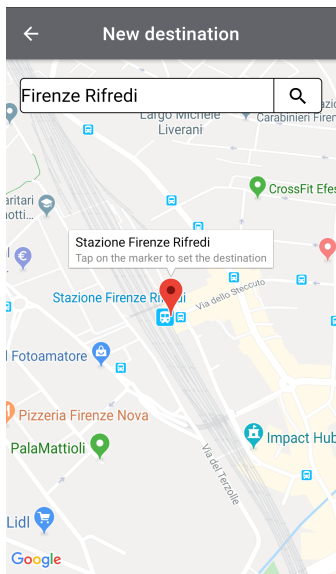 New destination
Firenze Rifredi
Largo Michele
Liverani
Carabinieri Firen
CrossFit Efes
Stazione Firenze Rifredi
Tap on the marker to set the destination
Stazione Firenze Rifredi
Via dello Steccuto
Fotoamatore
Pizzeria Firenze Nova
PalaMattioli
Impact Hub
Via del Terzolle
Lidl
Google